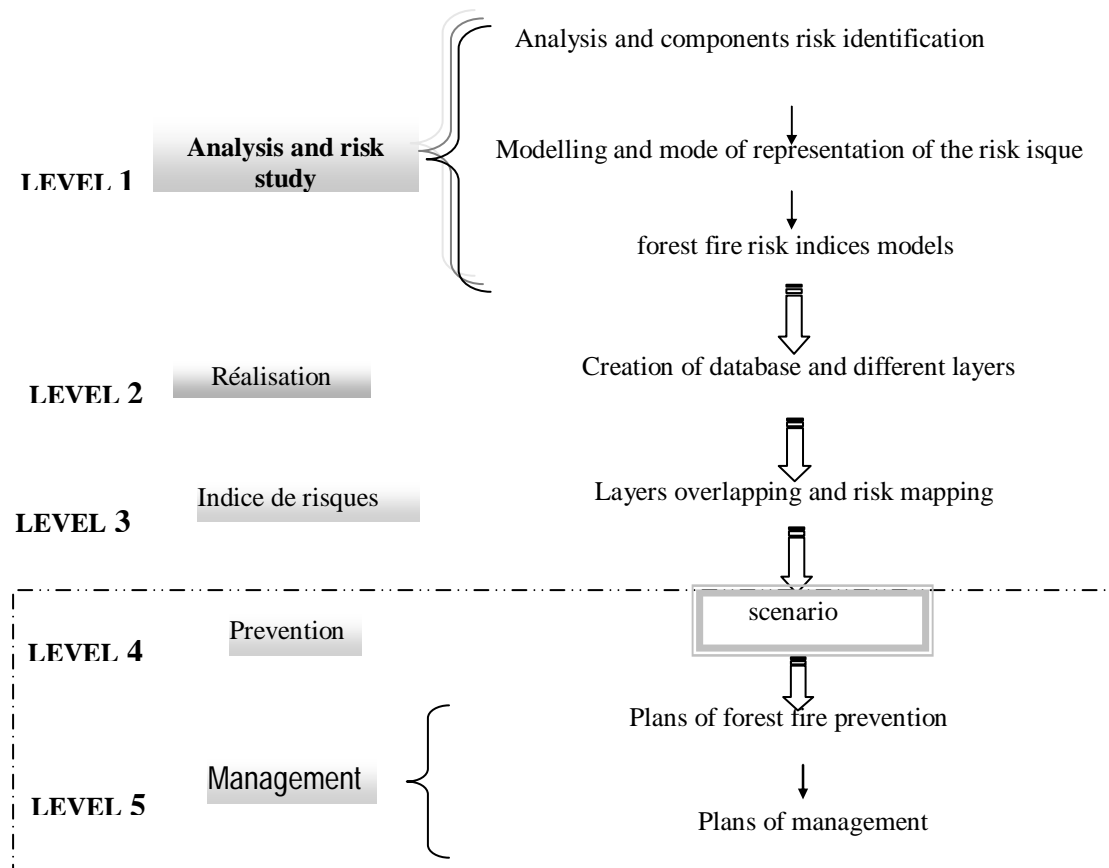 Analysis and components risk identification
Analysis and risk
study
Modelling and mode of representation of the risk isque
LEVEL 1
forest fire risk indices models
Réalisation
Creation of database and different layers
LEVEL 2
Indice de risques
Layers overlapping and risk mapping
LEVEL 3
scenario
Prevention
LEVEL 4
Plans of forest fire prevention
Management
LEVEL 5
Plans of management